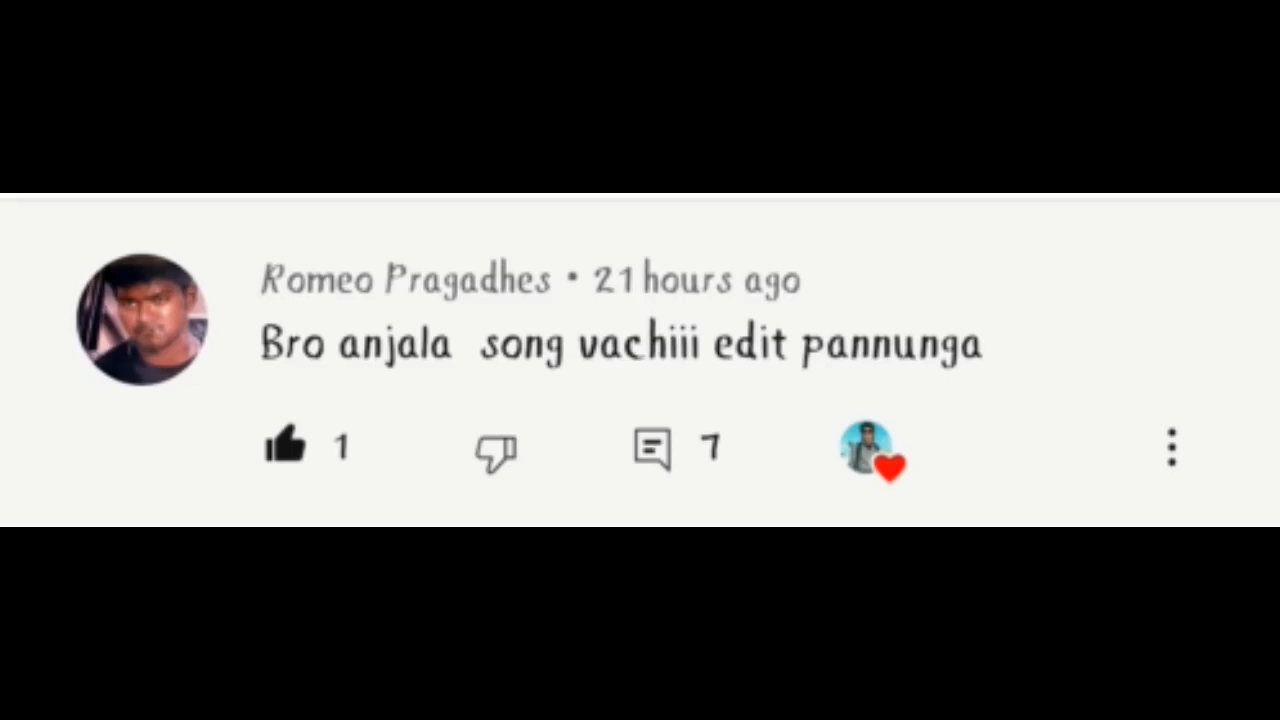 Romeo Pragadhes • 21 hours ago
Bro anjala song vachiii edit pannunga
1 7